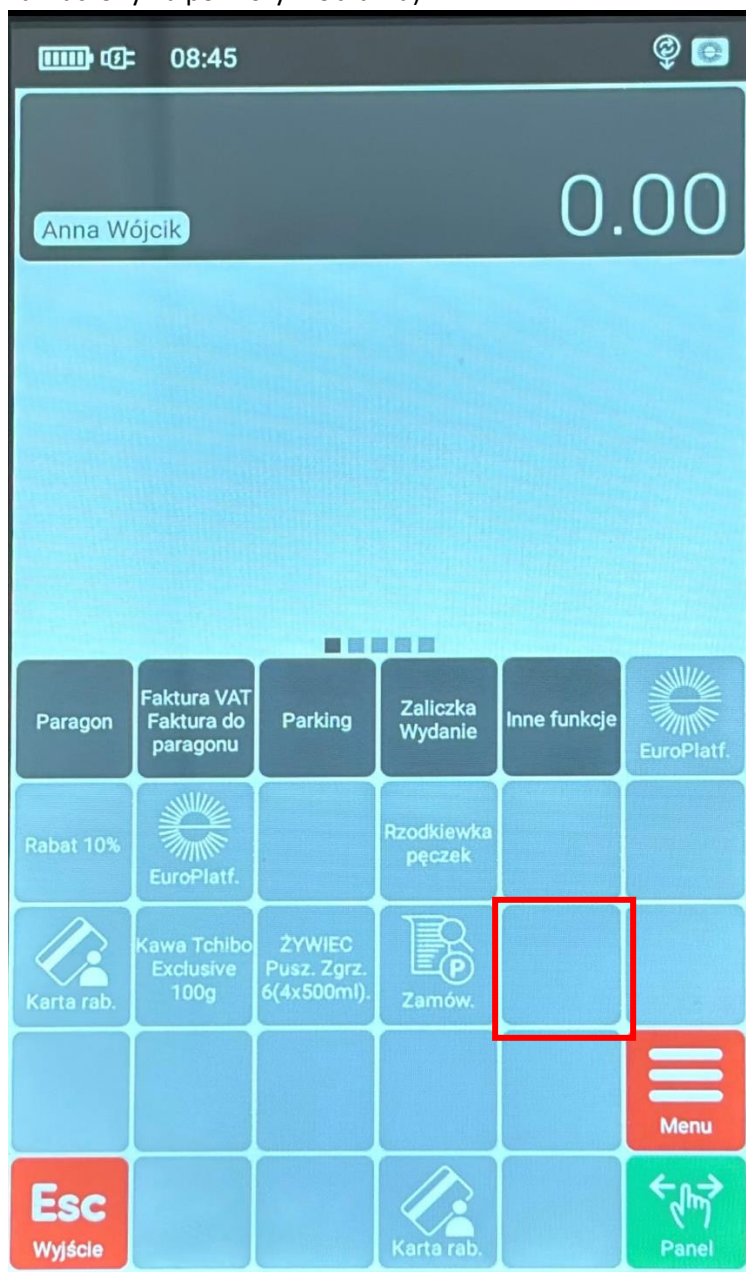 08:45
0.00
Anna Wójcik
Paragon
Faktura VAT
Faktura do
paragonu
Parking
Zaliczka
Wydanie
Inne funkcje
EuroPlatf.
Rabat 10%
EuroPlatf.
Rzodkiewka
pęczek
Karta rab.
Kawa Tchibo
Exclusive
100g
ŻYWIEC
Pusz. Zgrz.
6(4x500ml).
P
Zamów.
Menu
Esc
Wyjście
Karta rab.
Panel